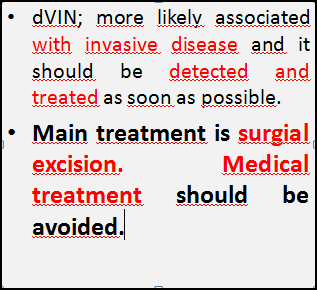 • dVIN; more likely associated
with invasive disease and it
should be detected and
treated as soon as possible.
• Main treatment is surgial
excision. Medical
treatment should be
avoided.